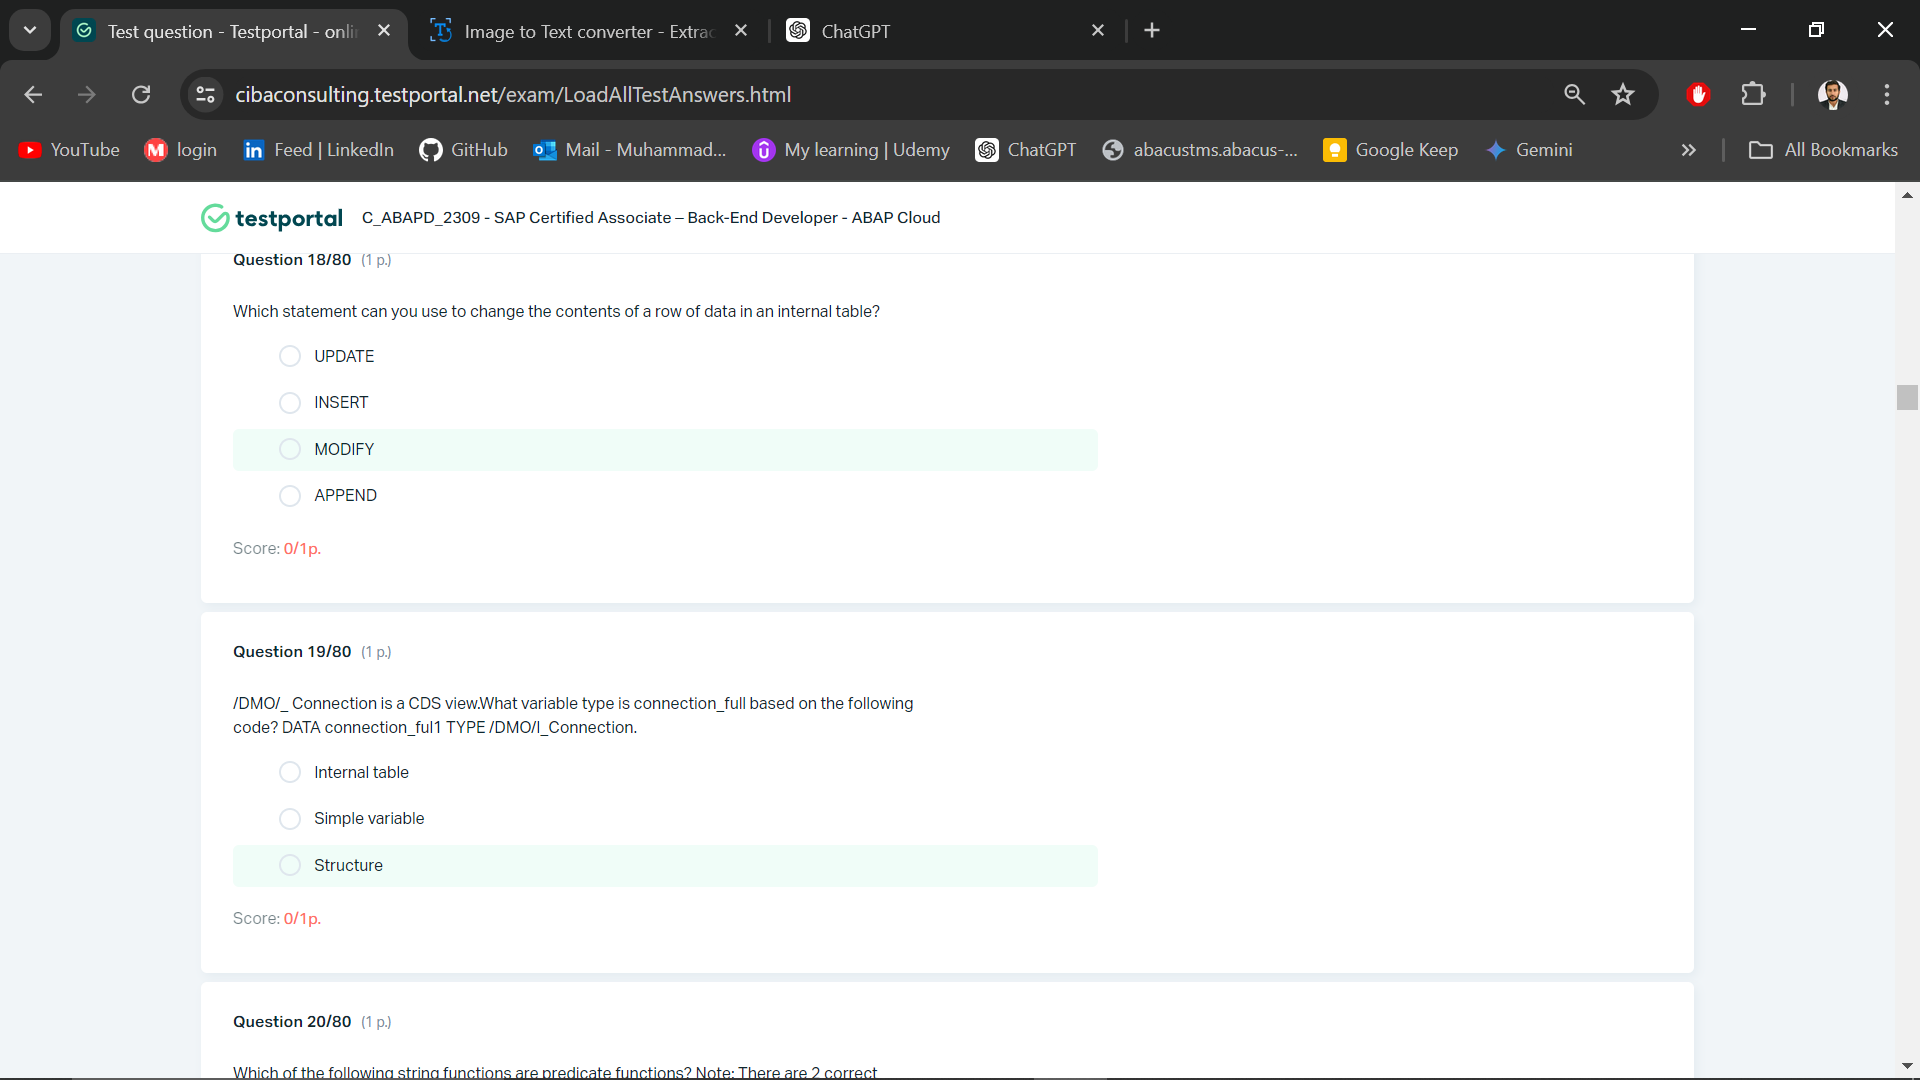 Test question - Testportal - onli
Image to Text converter - Extrac
ChatGPT
cibaconsulting.testportal.net/exam/LoadAllTestAnswers.html
YouTube
login
Feed | LinkedIn
GitHub
Mail - Muhammad...
My learning | Udemy
ChatGPT
abacustms.abacus-...
Google Keep
Gemini
All Bookmarks
testportal C_ABAPD_2309 - SAP Certified Associate – Back-End Developer - ABAP Cloud
Question 18/80 (1 p.)
Which statement can you use to change the contents of a row of data in an internal table?
UPDATE
INSERT
MODIFY
APPEND
Score: 0/1p.
Question 19/80 (1 p.)
/DMO/_ Connection is a CDS view.What variable type is connection_full based on the following
code? DATA connection_ful1 TYPE /DMO/I_Connection.
Internal table
Simple variable
Structure
Score: 0/1p.
Question 20/80 (1 p.)
Which of the following string functions are predicate functions? Note: There are 2 correct